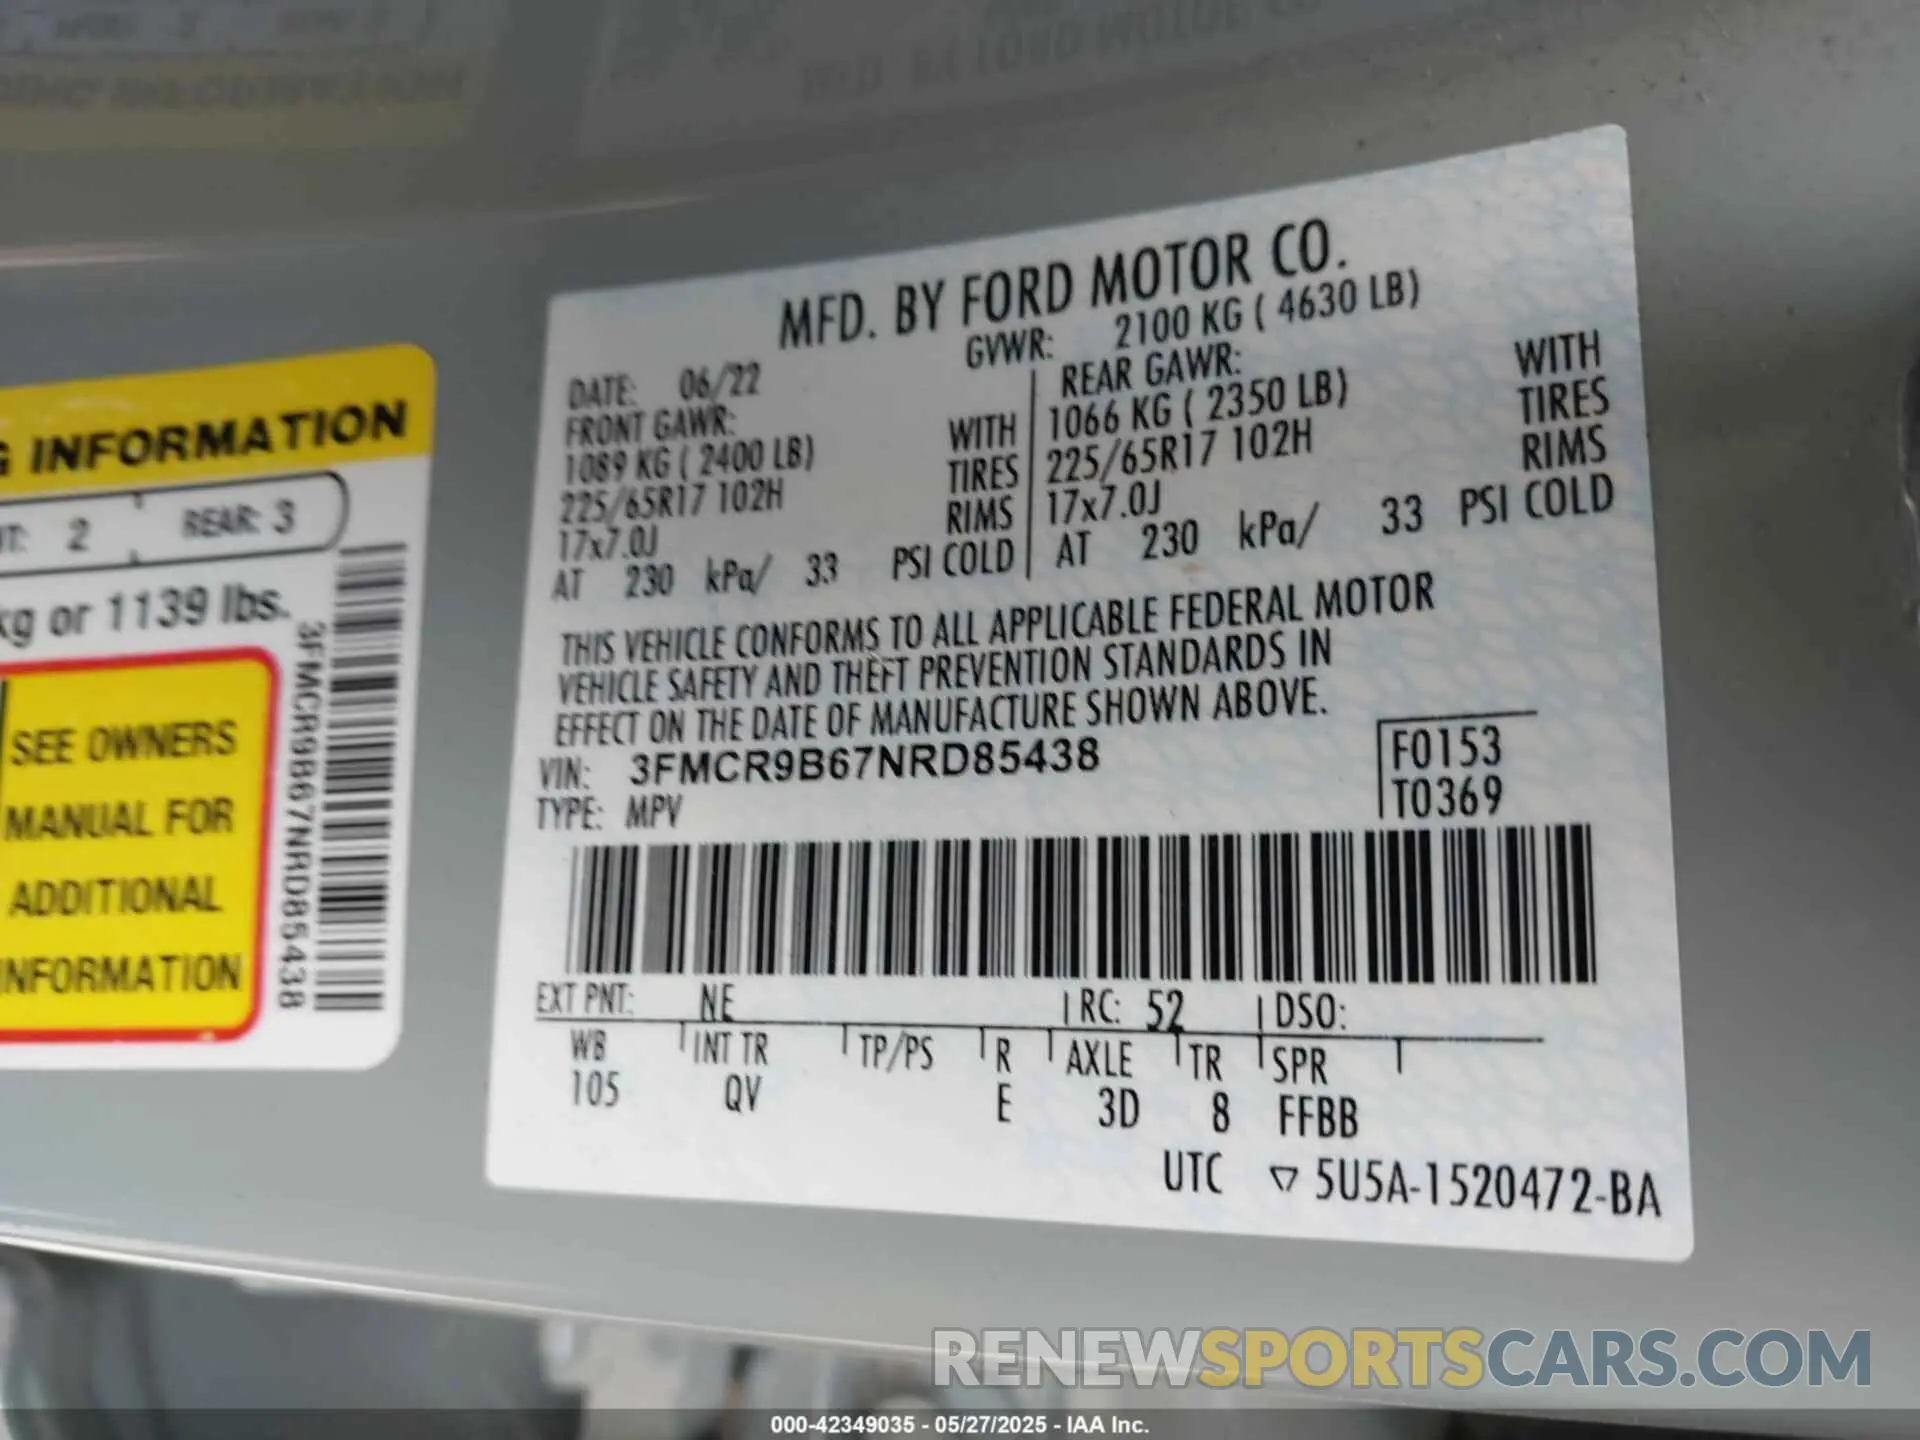 INFORMATION
2 REAR: 3
kg or 1139 lbs.
SEE OWNERS
MANUAL FOR
ADDITIONAL
INFORMATION
3FMCR9B67NRD85438
MFD. BY FORD MOTOR CO.
DATE: 06/22 GVWR: 2100 KG ( 4630 LB)
FRONT GAWR: REAR GAWR:
1089 KG ( 2400 LB) WITH 1066 KG ( 2350 LB) WITH
225/65R17 102H TIRES 225/65R17 102H TIRES
17x7.0J RIMS 17x7.0J RIMS
AT 230 kPa/ 33 PSI COLD AT 230 kPa/ 33 PSI COLD
THIS VEHICLE CONFORMS TO ALL APPLICABLE FEDERAL MOTOR
VEHICLE SAFETY AND THEFT PREVENTION STANDARDS IN
EFFECT ON THE DATE OF MANUFACTURE SHOWN ABOVE.
VIN: 3FMCR9B67NRD85438 F0153
TYPE: MPV T0369
EXT PNT: NE RC: 52 DSO:
WB INT TR TP/PS R AXLE TR SPR
105 QV E 3D 8 FFBB
UTC ▽ 5U5A-1520472-BA
RENEWSPORTSCARS.COM
000-42349035 - 05/27/2025 - IAA Inc.